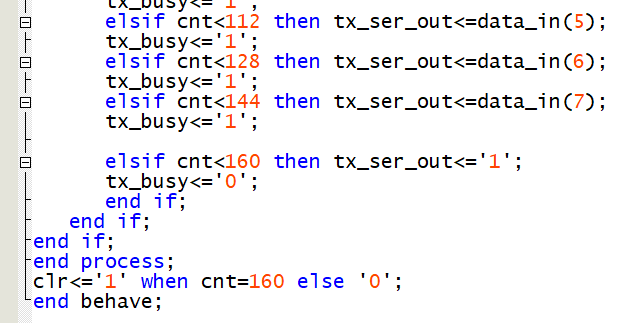 tx_busy<='1';
elsif cnt<112 then tx_ser_out<=data_in(5);
tx_busy<='1';
elsif cnt<128 then tx_ser_out<=data_in(6);
tx_busy<='1';
elsif cnt<144 then tx_ser_out<=data_in(7);
tx_busy<='1';
elsif cnt<160 then tx_ser_out<='1';
tx_busy<='0';
end if;
end if;
end if;
end process;
clr<='1' when cnt=160 else '0';
end behave;